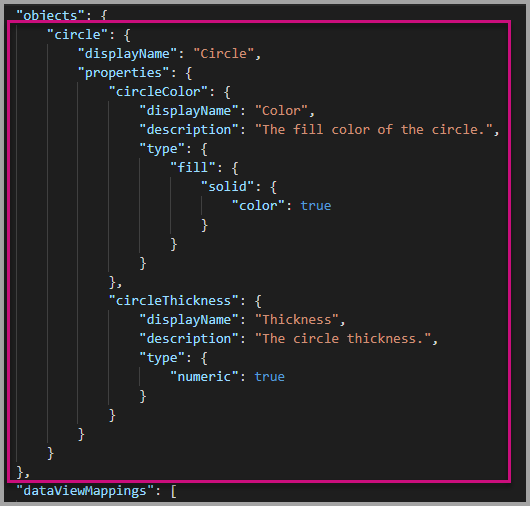 "objects": {
"circle": {
"displayName": "Circle",
"properties": {
"circleColor": {
"displayName": "Color",
"description": "The fill color of the circle.",
"type": {
"fill": {
"solid": {
"color": true
}
}
}
},
"circleThickness": {
"displayName": "Thickness",
"description": "The circle thickness.",
"type": {
"numeric": true
}
}
}
}
},
"dataViewMappings": [